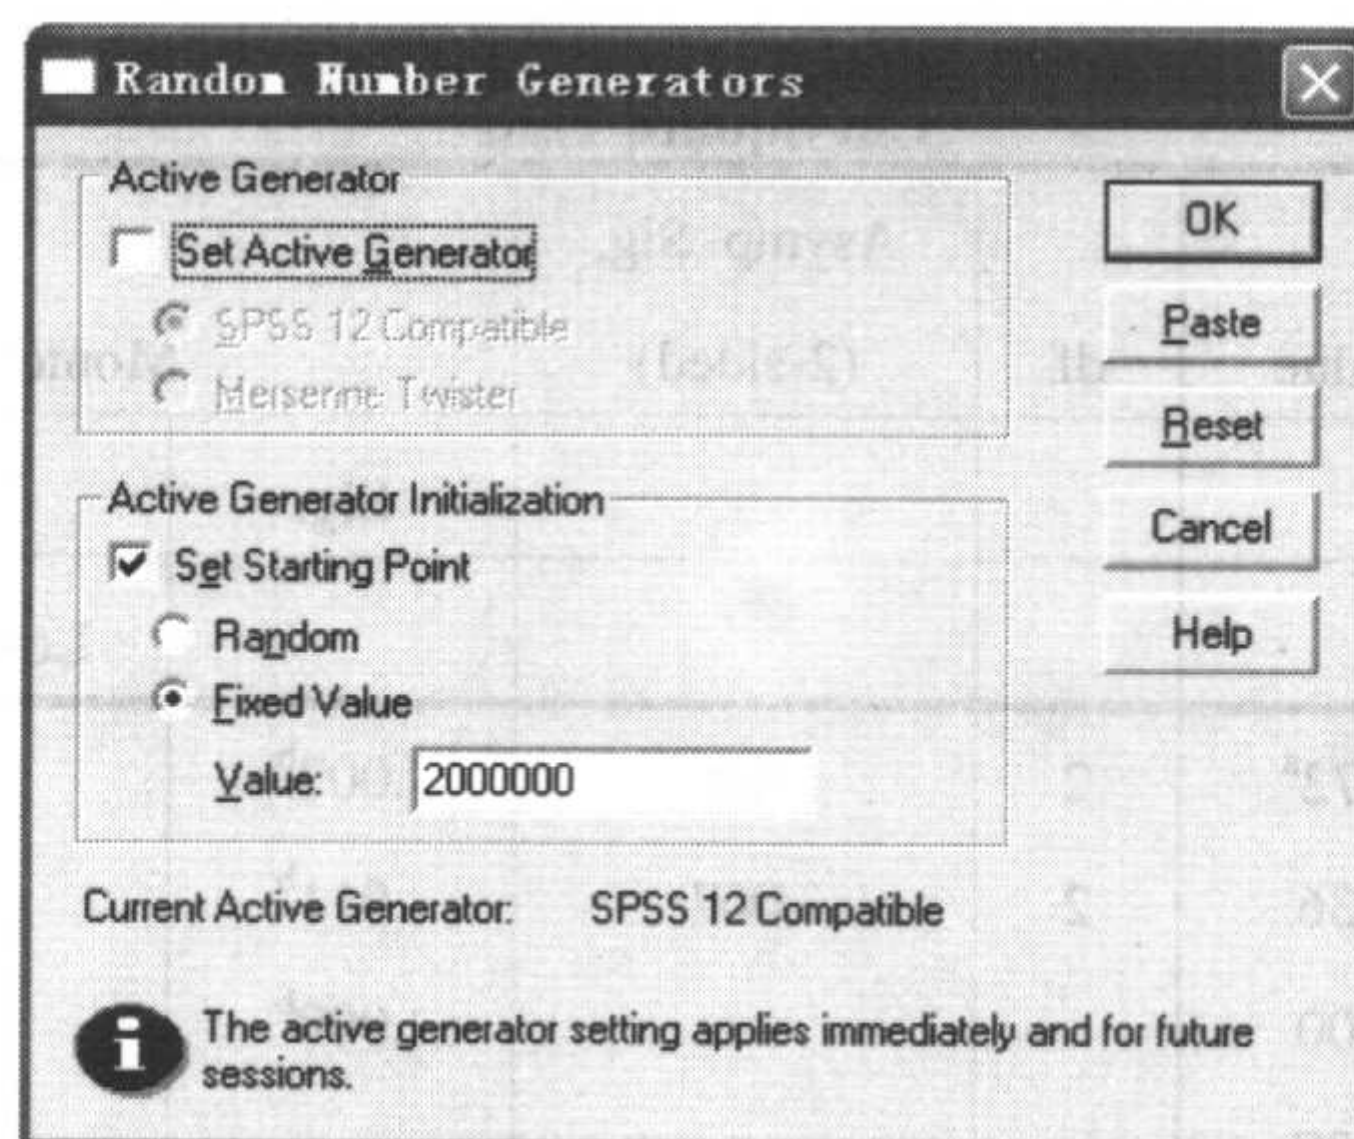 Random Number Generators
Active Generator
Set Active Generator
SPSS 12 Compatible
Mersenne Twister
Active Generator Initialization
Set Starting Point
Random
Fixed Value
Value: 2000000
Current Active Generator: SPSS 12 Compatible
The active generator setting applies immediately and for future
sessions.
OK
Paste
Reset
Cancel
Help